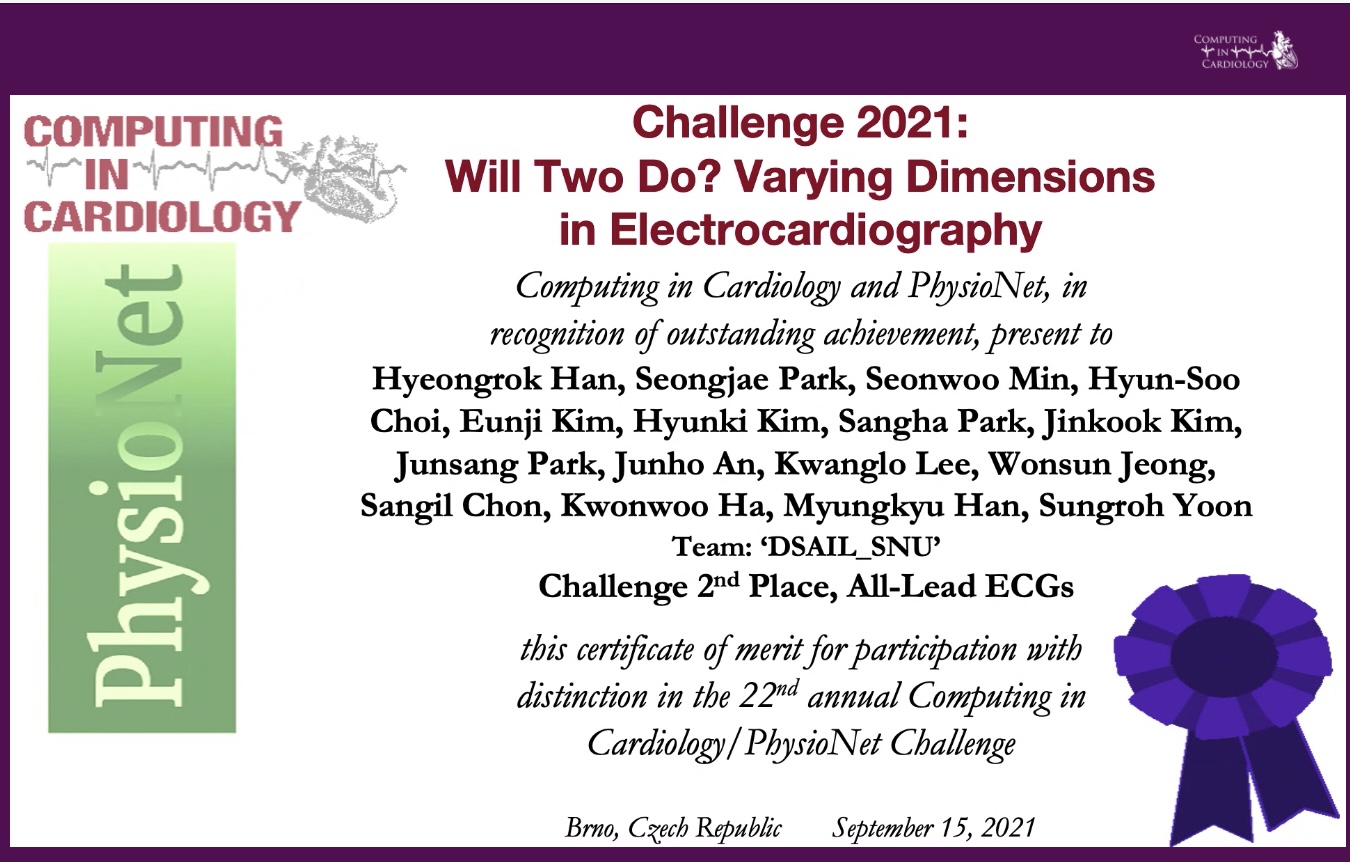 COMPUTING
IN
CARDIOLOGY
COMPUTING
IN
CARDIOLOGY
PhysioNet
Challenge 2021:
Will Two Do? Varying Dimensions
in Electrocardiography
Computing in Cardiology and PhysioNet, in
recognition of outstanding achievement, present to
Hyeongrok Han, Seongjae Park, Seonwoo Min, Hyun-Soo
Choi, Eunji Kim, Hyunki Kim, Sangha Park, Jinkook Kim,
Junsang Park, Junho An, Kwanglo Lee, Wonsun Jeong,
Sangil Chon, Kwonwoo Ha, Myungkyu Han, Sungroh Yoon
Team: ‘DSAIL_SNU’
Challenge 2nd Place, All-Lead ECGs
this certificate of merit for participation with
distinction in the 22nd annual Computing in
Cardiology/PhysioNet Challenge
Brno, Czech Republic September 15, 2021